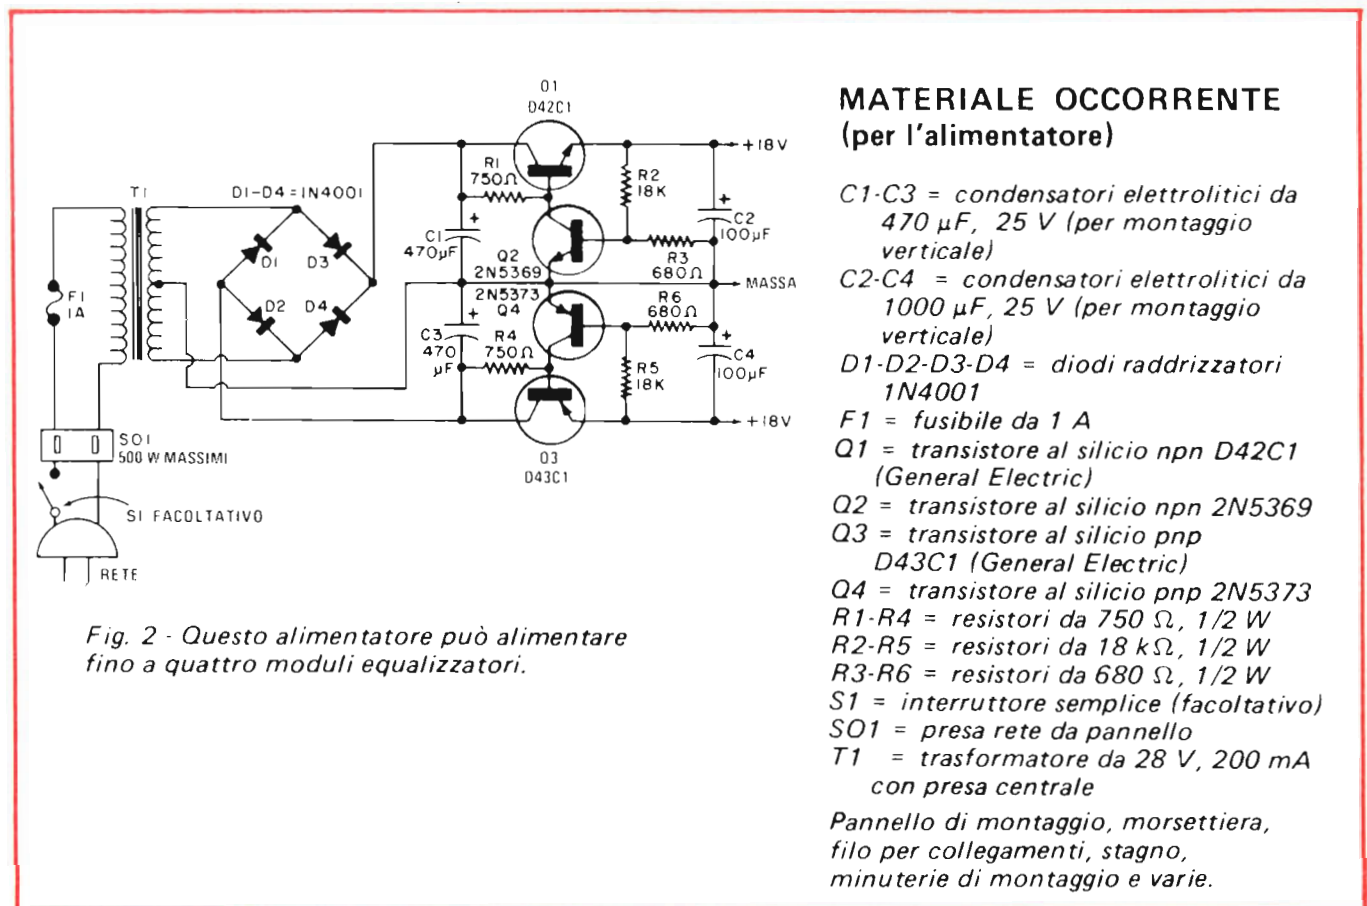 O1
D42C1
+18V
R1
750Ω
R2
18K
T1
D1-D4=1N4001
C1
470µF
+
+
C2
100µF
D1
D3
Q2
2N5369
R3
680Ω
MASSA
F1
1A
D2
D4
2N5373
Q4
R6
680Ω
+
C3
470
µF
R4
750Ω
+
C4
100µF
R5
18K
+18V
SO1
500 W MASSIMI
O3
D43C1
S1 FACOLTATIVO
RETE
Fig. 2 - Questo alimentatore può alimentare
fino a quattro moduli equalizzatori.
MATERIALE OCCORRENTE
(per l'alimentatore)
C1-C3 = condensatori elettrolitici da
470 µF, 25 V (per montaggio
verticale)
C2-C4 = condensatori elettrolitici da
1000 µF, 25 V (per montaggio
verticale)
D1-D2-D3-D4 = diodi raddrizzatori
1N4001
F1 = fusibile da 1 A
Q1 = transistore al silicio npn D42C1
(General Electric)
Q2 = transistore al silicio npn 2N5369
Q3 = transistore al silicio pnp
D43C1 (General Electric)
Q4 = transistore al silicio pnp 2N5373
R1-R4 = resistori da 750 Ω, 1/2 W
R2-R5 = resistori da 18 kΩ, 1/2 W
R3-R6 = resistori da 680 Ω, 1/2 W
S1 = interruttore semplice (facoltativo)
SO1 = presa rete da pannello
T1 = trasformatore da 28 V, 200 mA
con presa centrale
Pannello di montaggio, morsettiera,
filo per collegamenti, stagno,
minuterie di montaggio e varie.